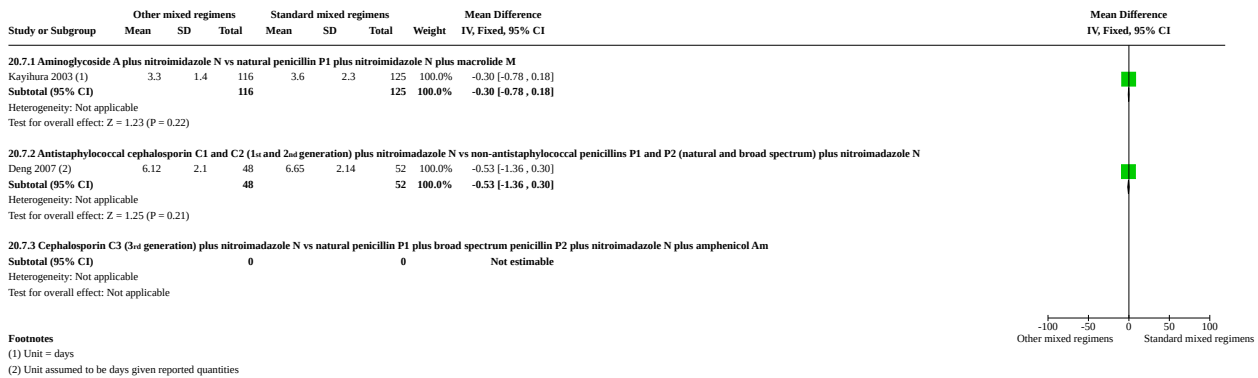 Other mixed regimens Standard mixed regimens Mean Difference Mean Difference
Study or Subgroup Mean SD Total Mean SD Total Weight IV, Fixed, 95% CI IV, Fixed, 95% CI
20.7.1 Aminoglycoside A plus nitroimidazole N vs natural penicillin P1 plus nitroimidazole N plus macrolide M
Kayihura 2003 (1) 3.3 1.4 116 3.6 2.3 125 100.0% -0.30 [-0.78 , 0.18]
Subtotal (95% CI) 116 125 100.0% -0.30 [-0.78 , 0.18]
Heterogeneity: Not applicable
Test for overall effect: Z = 1.23 (P = 0.22)
20.7.2 Antistaphylococcal cephalosporin C1 and C2 (1st and 2nd generation) plus nitroimadazole N vs non-antistaphylococcal penicillins P1 and P2 (natural and broad spectrum) plus nitroimadazole N
Deng 2007 (2) 6.12 2.1 48 6.65 2.14 52 100.0% -0.53 [-1.36 , 0.30]
Subtotal (95% CI) 48 52 100.0% -0.53 [-1.36 , 0.30]
Heterogeneity: Not applicable
Test for overall effect: Z = 1.25 (P = 0.21)
20.7.3 Cephalosporin C3 (3rd generation) plus nitroimadazole N vs natural penicillin P1 plus broad spectrum penicillin P2 plus nitroimadazole N plus amphenicol Am
Subtotal (95% CI) 0 0 Not estimable
Heterogeneity: Not applicable
Test for overall effect: Not applicable
-100 -50 0 50 100
Other mixed regimens Standard mixed regimens
Footnotes
(1) Unit = days
(2) Unit assumed to be days given reported quantities